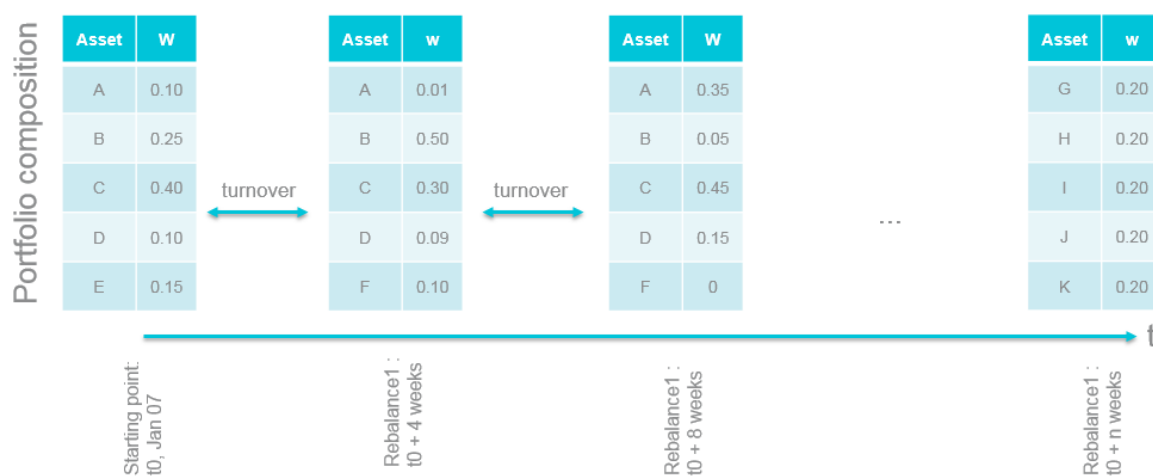 Portfolio composition
Asset W
A 0.10
B 0.25
C 0.40
D 0.10
E 0.15
turnover
Asset w
A 0.01
B 0.50
C 0.30
D 0.09
F 0.10
turnover
Asset W
A 0.35
B 0.05
C 0.45
D 0.15
F 0
...
Asset w
G 0.20
H 0.20
I 0.20
J 0.20
K 0.20
t
Starting point:
t0, Jan 07
Rebalance1 :
t0 + 4 weeks
Rebalance1 :
t0 + 8 weeks
Rebalance1 :
t0 + n weeks